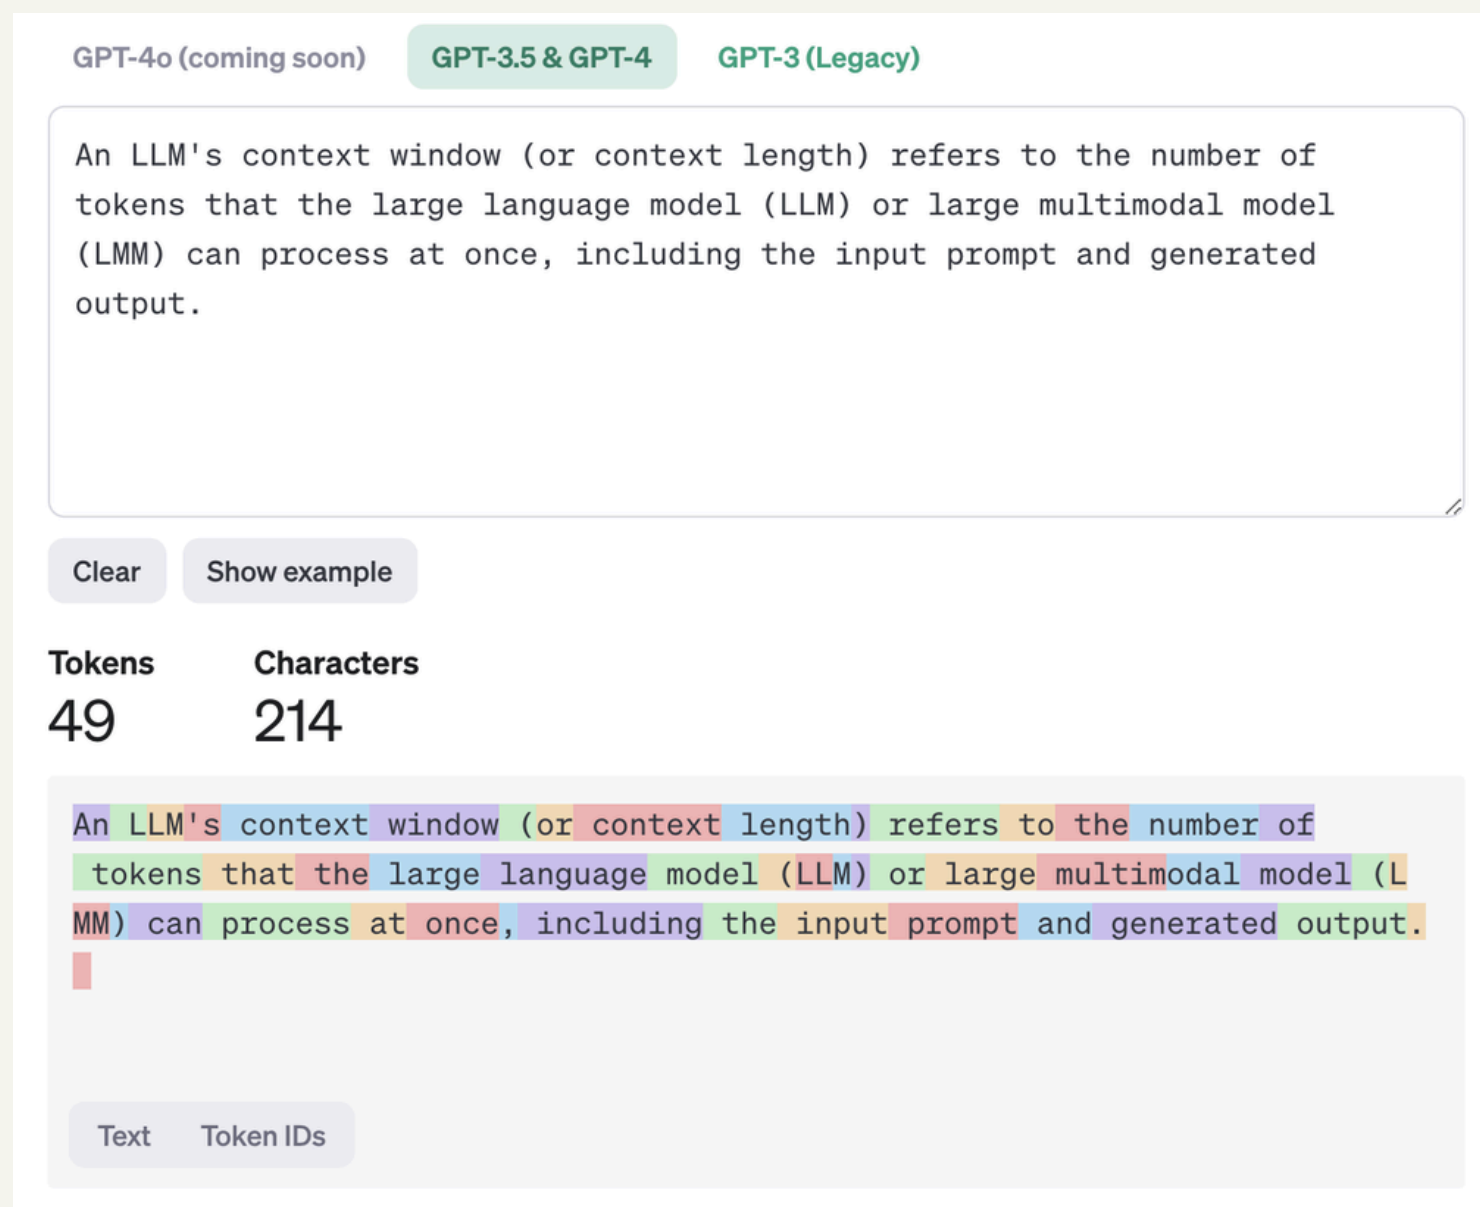 GPT-4o (coming soon) GPT-3.5 & GPT-4 GPT-3 (Legacy)
An LLM's context window (or context length) refers to the number of
tokens that the large language model (LLM) or large multimodal model
(LMM) can process at once, including the input prompt and generated
output.
Clear Show example
Tokens Characters
49 214
An LLM's context window (or context length) refers to the number of
tokens that the large language model (LLM) or large multimodal model (L
MM) can process at once, including the input prompt and generated output.
Text Token IDs